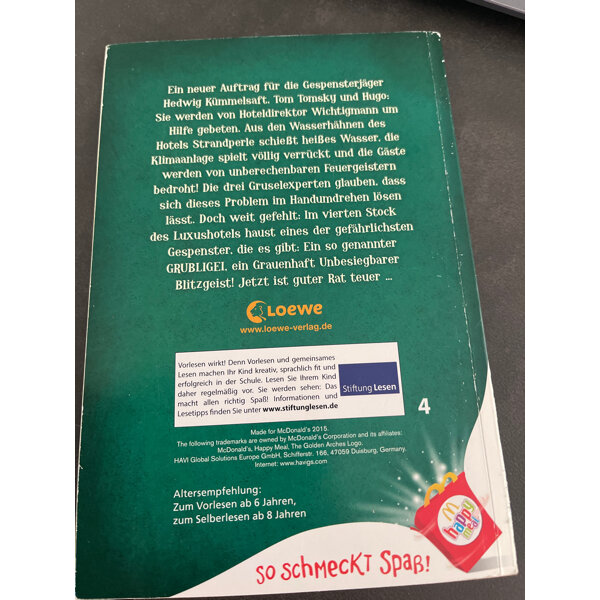 Ein neuer Auftrag für die Gespensterjäger
Hedwig Kümmelsaft, Tom Tomsky und Hugo:
Sie werden von Hoteldirektor Wichtigmann um
Hilfe gebeten. Aus den Wasserhähnen des
Hotels Strandperle schießt heißes Wasser, die
Klimaanlage spielt völlig verrückt und die Gäste
werden von unberechenbaren Feuergeistern
bedroht! Die drei Gruselexperten glauben, dass
sich dieses Problem im Handumdrehen lösen
lässt. Doch weit gefehlt: Im vierten Stock
des Luxushotels haust eines der gefährlichsten
Gespenster, die es gibt: Ein so genannter
GRUBLIGEI, ein Grauenhaft Unbesiegbarer
Blitzgeist! Jetzt ist guter Rat teuer ...
Loewe
www.loewe-verlag.de
Vorlesen wirkt! Denn Vorlesen und gemeinsames
Lesen machen Ihr Kind kreativ, sprachlich fit und
erfolgreich in der Schule. Lesen Sie Ihrem Kind
daher regelmäßig vor. Sie werden sehen: Das
macht allen richtig Spaß! Informationen und
Lesetipps finden Sie unter www.stiftunglesen.de
Stiftung Lesen
4
Made for McDonald's 2015.
The following trademarks are owned by McDonald's Corporation and its affiliates:
McDonald's, Happy Meal, The Golden Arches Logo.
HAVI Global Solutions Europe GmbH, Schifferstr. 166, 47059 Duisburg, Germany.
Internet: www.havigs.com
Altersempfehlung:
Zum Vorlesen ab 6 Jahren,
zum Selberlesen ab 8 Jahren
happy
meal
SO SCHMECKT SPAß!